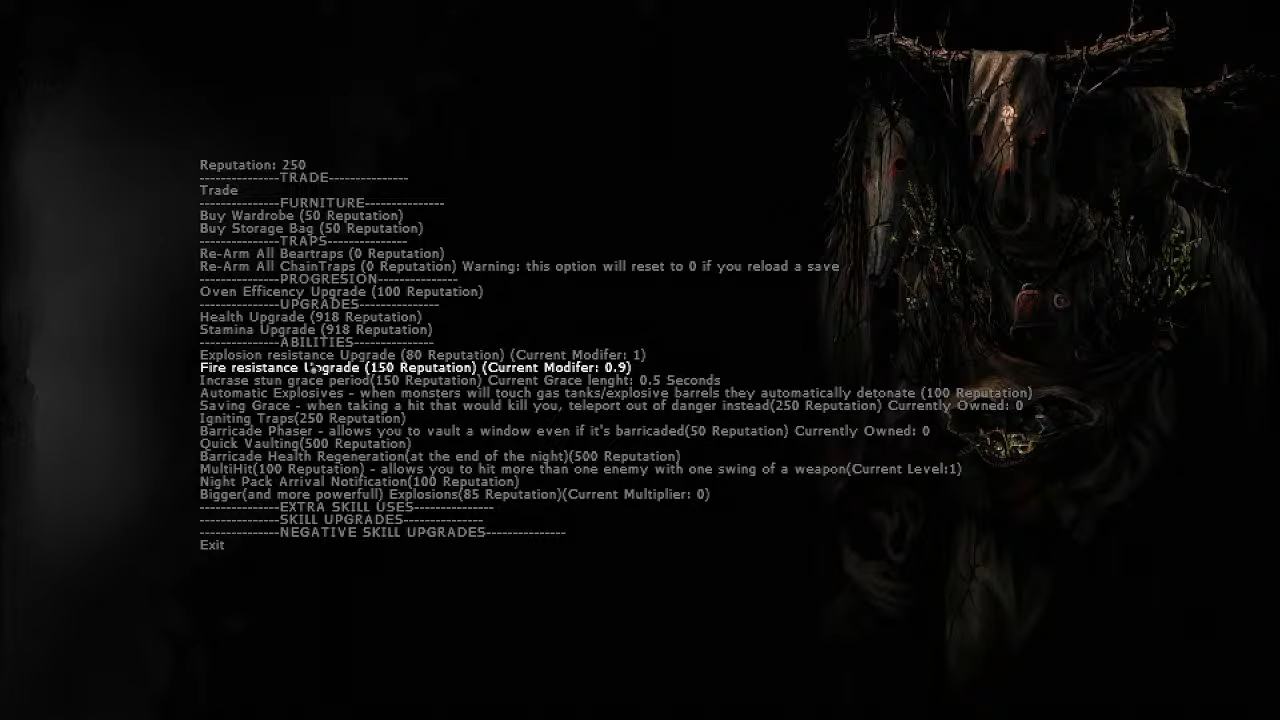 Reputation: 250
---------------TRADE---------------
Trade
---------------FURNITURE---------------
Buy Wardrobe (50 Reputation)
Buy Storage Bag (50 Reputation)
---------------TRAPS---------------
Re-Arm All Beartraps (0 Reputation)
Re-Arm All ChainTraps (0 Reputation) Warning: this option will reset to 0 if you reload a save
---------------PROGRESION---------------
Oven Efficency Upgrade (100 Reputation)
---------------UPGRADES---------------
Health Upgrade (918 Reputation)
Stamina Upgrade (918 Reputation)
---------------ABILITIES---------------
Explosion resistance Upgrade (80 Reputation) (Current Modifer: 1)
Fire resistance Upgrade (150 Reputation) (Current Modifer: 0.9)
Incrase stun grace period(150 Reputation) Current Grace lenght: 0.5 Seconds
Automatic Explosives - when monsters will touch gas tanks/explosive barrels they automatically detonate (100 Reputation)
Saving Grace - when taking a hit that would kill you, teleport out of danger instead(250 Reputation) Currently Owned: 0
Igniting Traps(250 Reputation)
Barricade Phaser - allows you to vault a window even if it's barricaded(50 Reputation) Currently Owned: 0
Quick Vaulting(500 Reputation)
Barricade Health Regeneration(at the end of the night)(500 Reputation)
MultiHit(100 Reputation) - allows you to hit more than one enemy with one swing of a weapon(Current Level:1)
Night Pack Arrival Notification(100 Reputation)
Bigger(and more powerfull) Explosions(85 Reputation)(Current Multiplier: 0)
---------------EXTRA SKILL USES---------------
---------------SKILL UPGRADES---------------
---------------NEGATIVE SKILL UPGRADES---------------
Exit